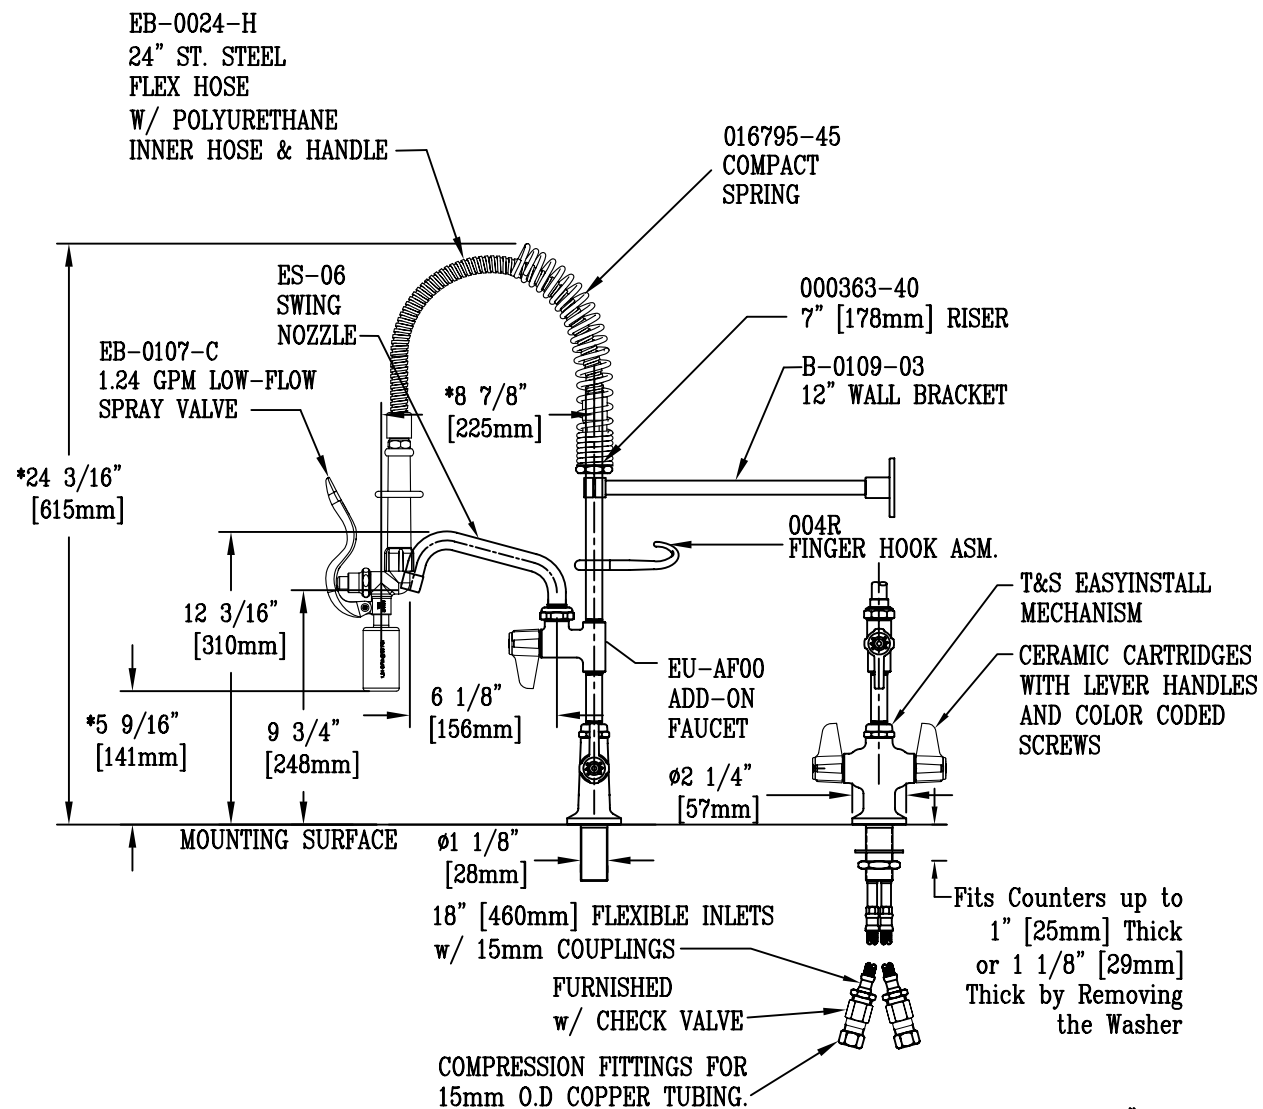 EB-0024-H
24" ST. STEEL
FLEX HOSE
W/ POLYURETHANE
INNER HOSE & HANDLE
016795-45
COMPACT
SPRING
ES-06
SWING
NOZZLE
000363-40
7" [178mm] RISER
EB-0107-C
1.24 GPM LOW-FLOW
SPRAY VALVE
B-0109-03
12" WALL BRACKET
*8 7/8"
[225mm]
*24 3/16"
[615mm]
004R
FINGER HOOK ASM.
T&S EASYINSTALL
MECHANISM
12 3/16"
[310mm]
CERAMIC CARTRIDGES
WITH LEVER HANDLES
AND COLOR CODED
SCREWS
EU-AF00
ADD-ON
FAUCET
6 1/8"
[156mm]
*5 9/16"
[141mm]
9 3/4"
[248mm]
ø2 1/4"
[57mm]
MOUNTING SURFACE
ø1 1/8"
[28mm]
Fits Counters up to
1" [25mm] Thick
or 1 1/8" [29mm]
Thick by Removing
the Washer
18" [460mm] FLEXIBLE INLETS
w/ 15mm COUPLINGS
FURNISHED
w/ CHECK VALVE
COMPRESSION FITTINGS FOR
15mm O.D COPPER TUBING.